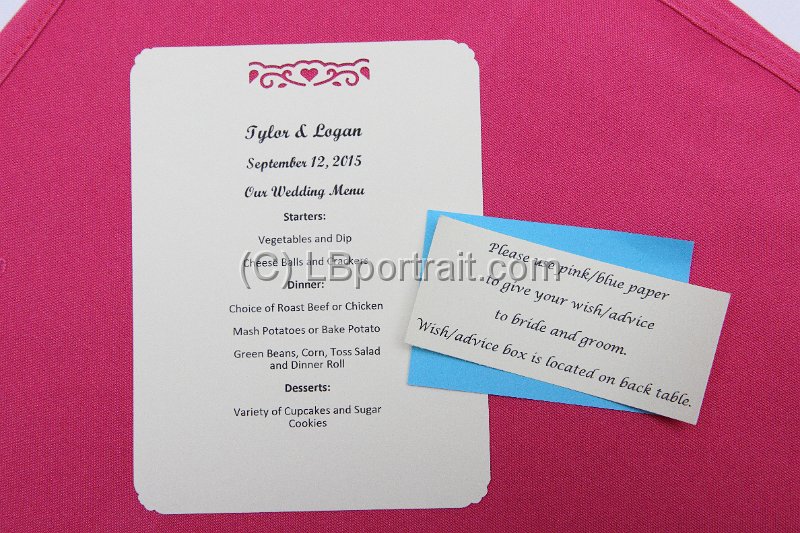 Tylor & Logan
September 12, 2015
Our Wedding Menu
Starters:
Vegetables and Dip
Cheese Balls and Crackers
Dinner:
Choice of Roast Beef or Chicken
Mash Potatoes or Bake Potato
Green Beans, Corn, Toss Salad
and Dinner Roll
Desserts:
Variety of Cupcakes and Sugar
Cookies
Please use pink/blue paper
to give your wish/advice
to bride and groom.
Wish/advice box is located on back table.
(C) LBportrait.com